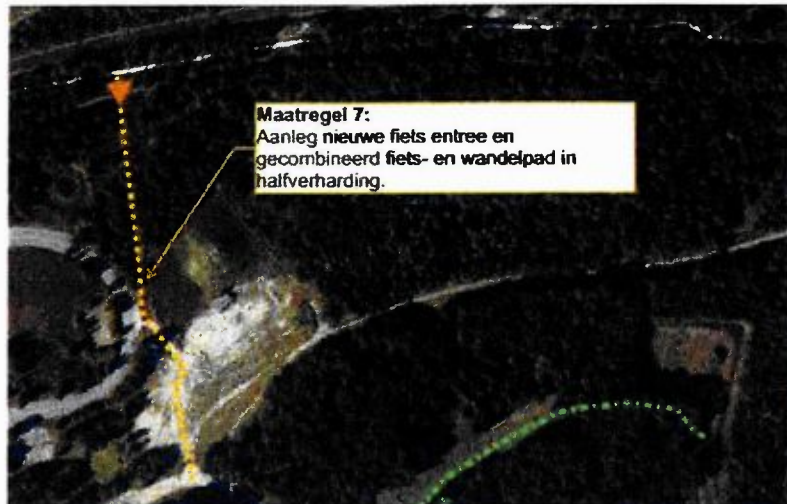 Maatregel 7:
Aanleg nieuwe fiets entree en
gecombineerd fiets- en wandelpad in
halfverharding.